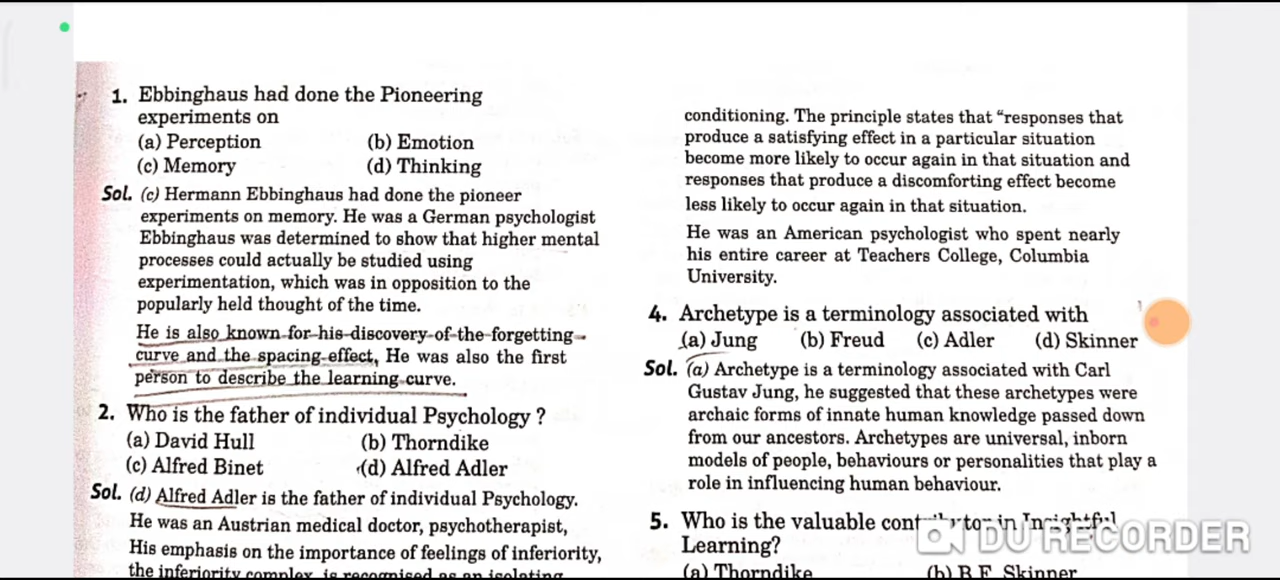 1. Ebbinghaus had done the Pioneering
experiments on
(a) Perception (b) Emotion
(c) Memory (d) Thinking
Sol. (c) Hermann Ebbinghaus had done the pioneer
experiments on memory. He was a German psychologist
Ebbinghaus was determined to show that higher mental
processes could actually be studied using
experimentation, which was in opposition to the
popularly held thought of the time.
He is also known for his discovery of the forgetting
curve and the spacing effect, He was also the first
person to describe the learning curve.
2. Who is the father of individual Psychology ?
(a) David Hull (b) Thorndike
(c) Alfred Binet (d) Alfred Adler
Sol. (d) Alfred Adler is the father of individual Psychology.
He was an Austrian medical doctor, psychotherapist,
His emphasis on the importance of feelings of inferiority,
the inferiority complex, is recognised as an isolating
conditioning. The principle states that “responses that
produce a satisfying effect in a particular situation
become more likely to occur again in that situation and
responses that produce a discomforting effect become
less likely to occur again in that situation.
He was an American psychologist who spent nearly
his entire career at Teachers College, Columbia
University.
4. Archetype is a terminology associated with
(a) Jung (b) Freud (c) Adler (d) Skinner
Sol. (a) Archetype is a terminology associated with Carl
Gustav Jung, he suggested that these archetypes were
archaic forms of innate human knowledge passed down
from our ancestors. Archetypes are universal, inborn
models of people, behaviours or personalities that play a
role in influencing human behaviour.
5. Who is the valuable contributor in Insightful
Learning?
(a) Thorndike (b) B.F. Skinner
DU RECORDER